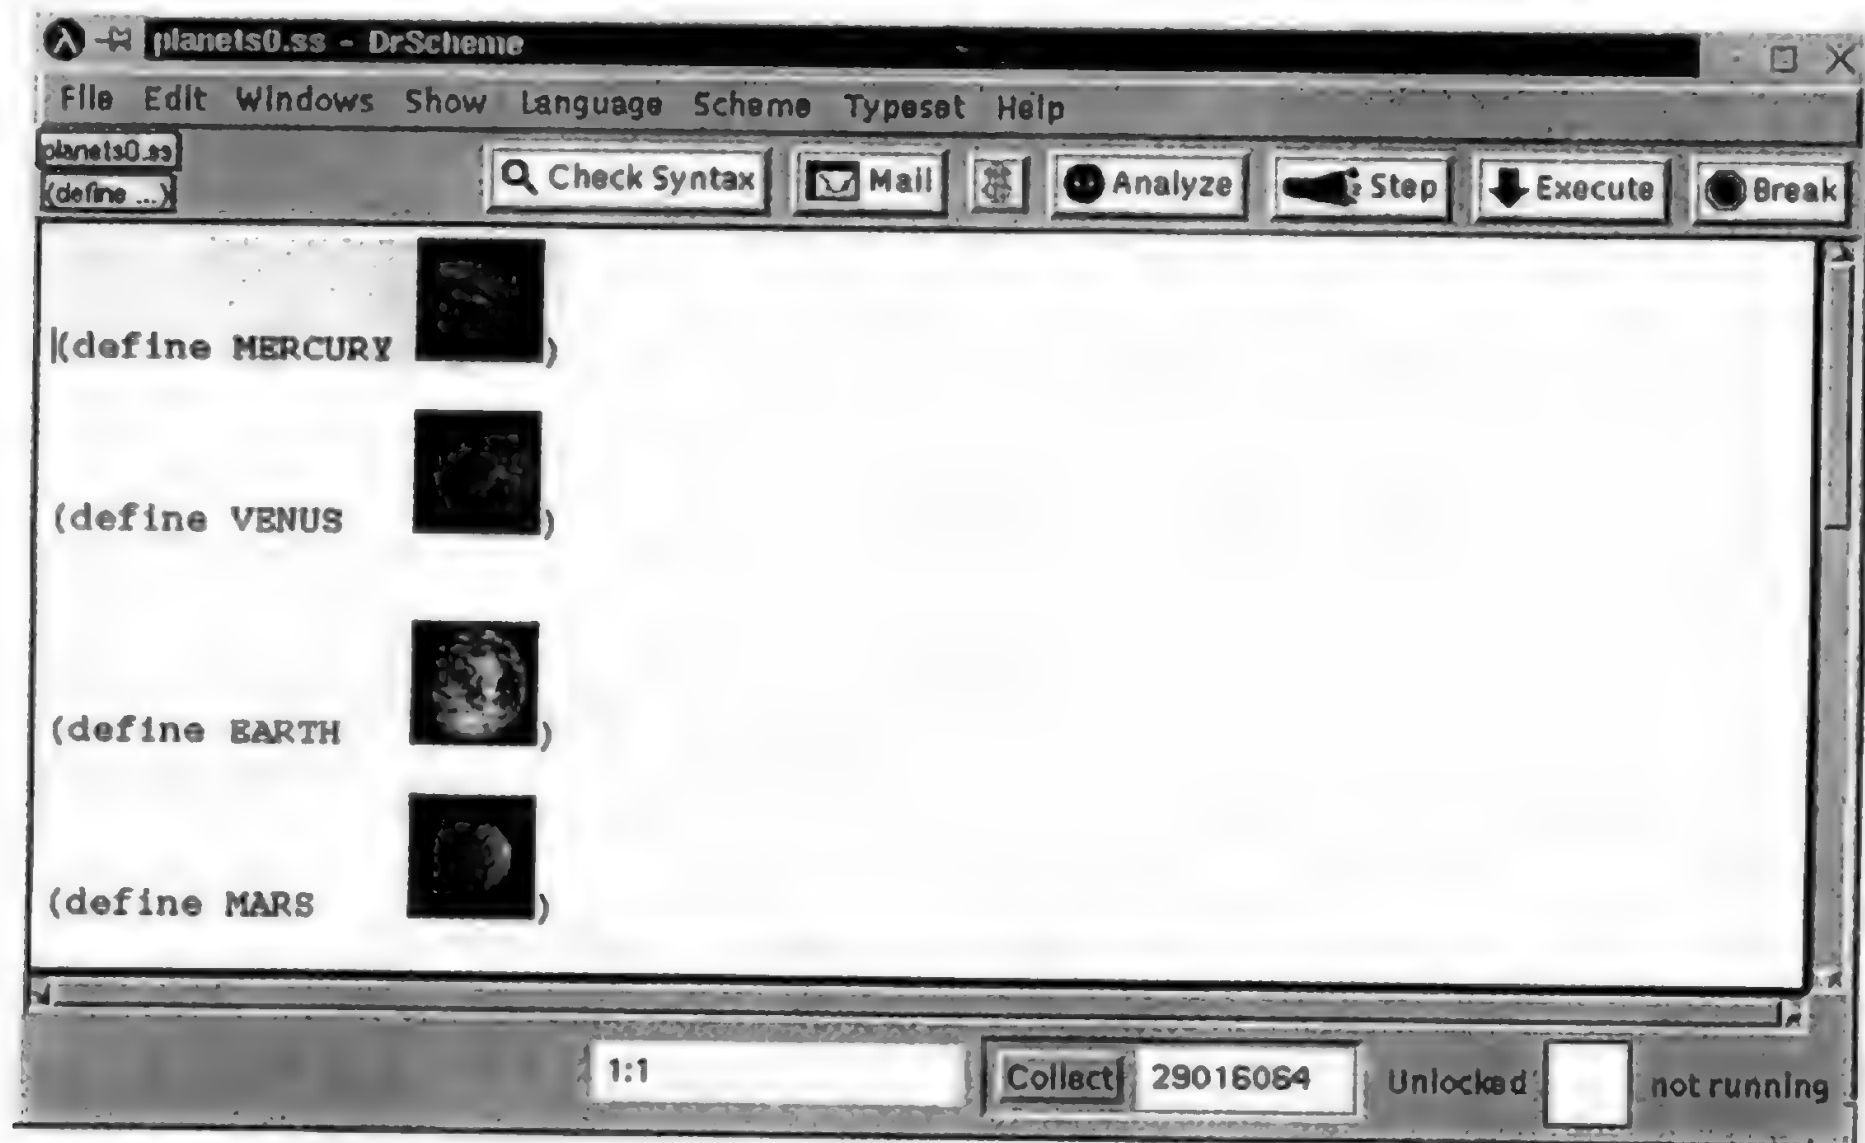 planets0.ss - DrScheme
File Edit Windows Show Language Scheme Typeset Help
planets0.ss
(define ...)
Check Syntax Mail Analyze Step Execute Break
(define MERCURY )
(define VENUS )
(define EARTH )
(define MARS )
1:1 Collect 29016064 Unlocked not running